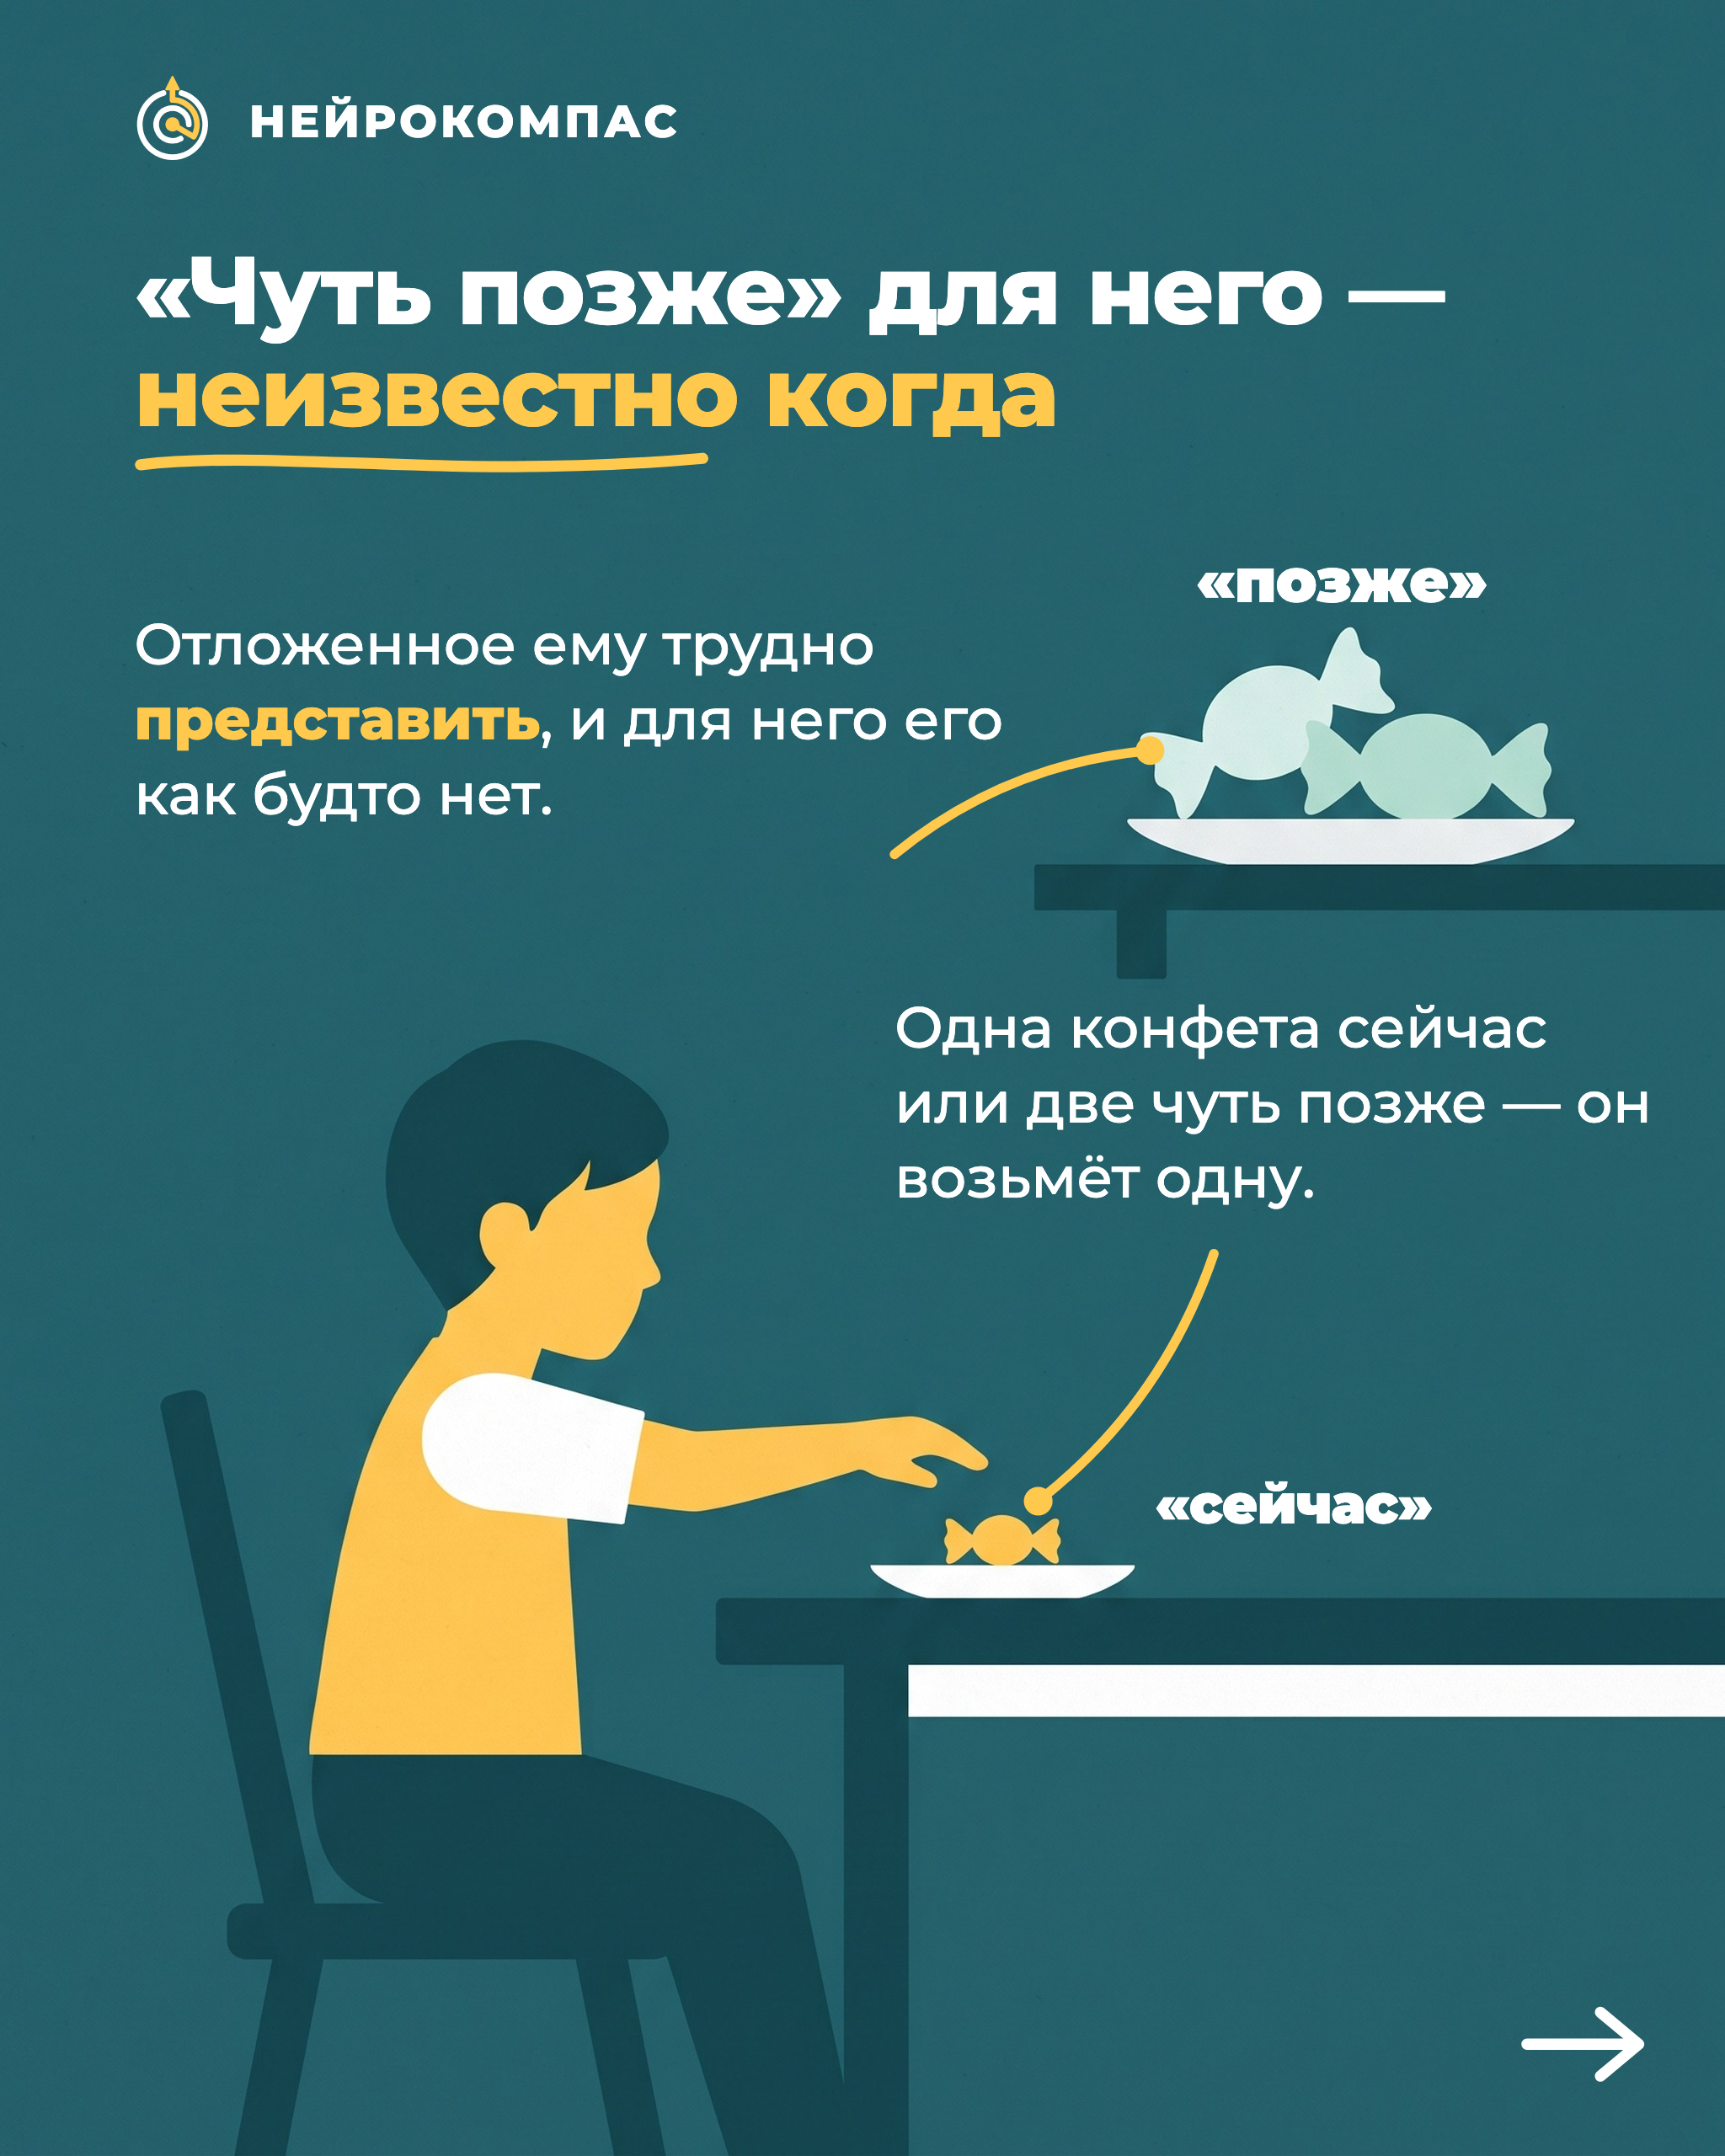 НЕЙРОКОМПАС
«Чуть позже» для него —
неизвестно когда
«позже»
Отложенное ему трудно
представить, и для него его
как будто нет.
Одна конфета сейчас
или две чуть позже — он
возьмёт одну.
«сейчас»